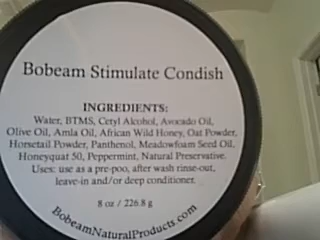 Bobeam Stimulate Condish
INGREDIENTS:
Water, BTMS, Cetyl Alcohol, Avocado Oil,
Olive Oil, Amla Oil, African Wild Honey, Oat Powder,
Horsetail Powder, Panthenol, Meadowfoam Seed Oil,
Honeyquat 50, Peppermint, Natural Preservative.
Uses: use as a pre-poo, after wash rinse-out,
leave-in and/or deep conditioner.
8 oz / 226.8 g
BobeamNaturalProducts.com